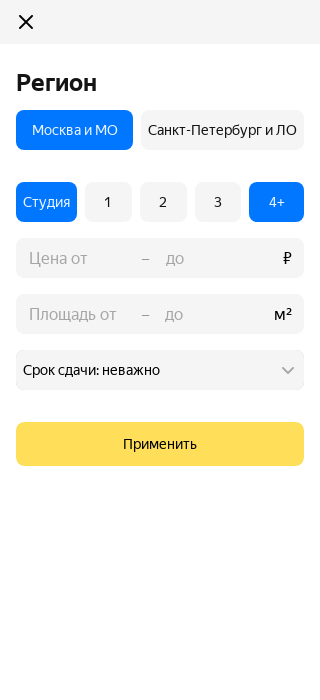 Регион
Москва и МО Санкт-Петербург и ЛО
Студия 1 2 3 4+
Цена от – до ₽
Площадь от – до м²
Срок сдачи: неважно
Применить